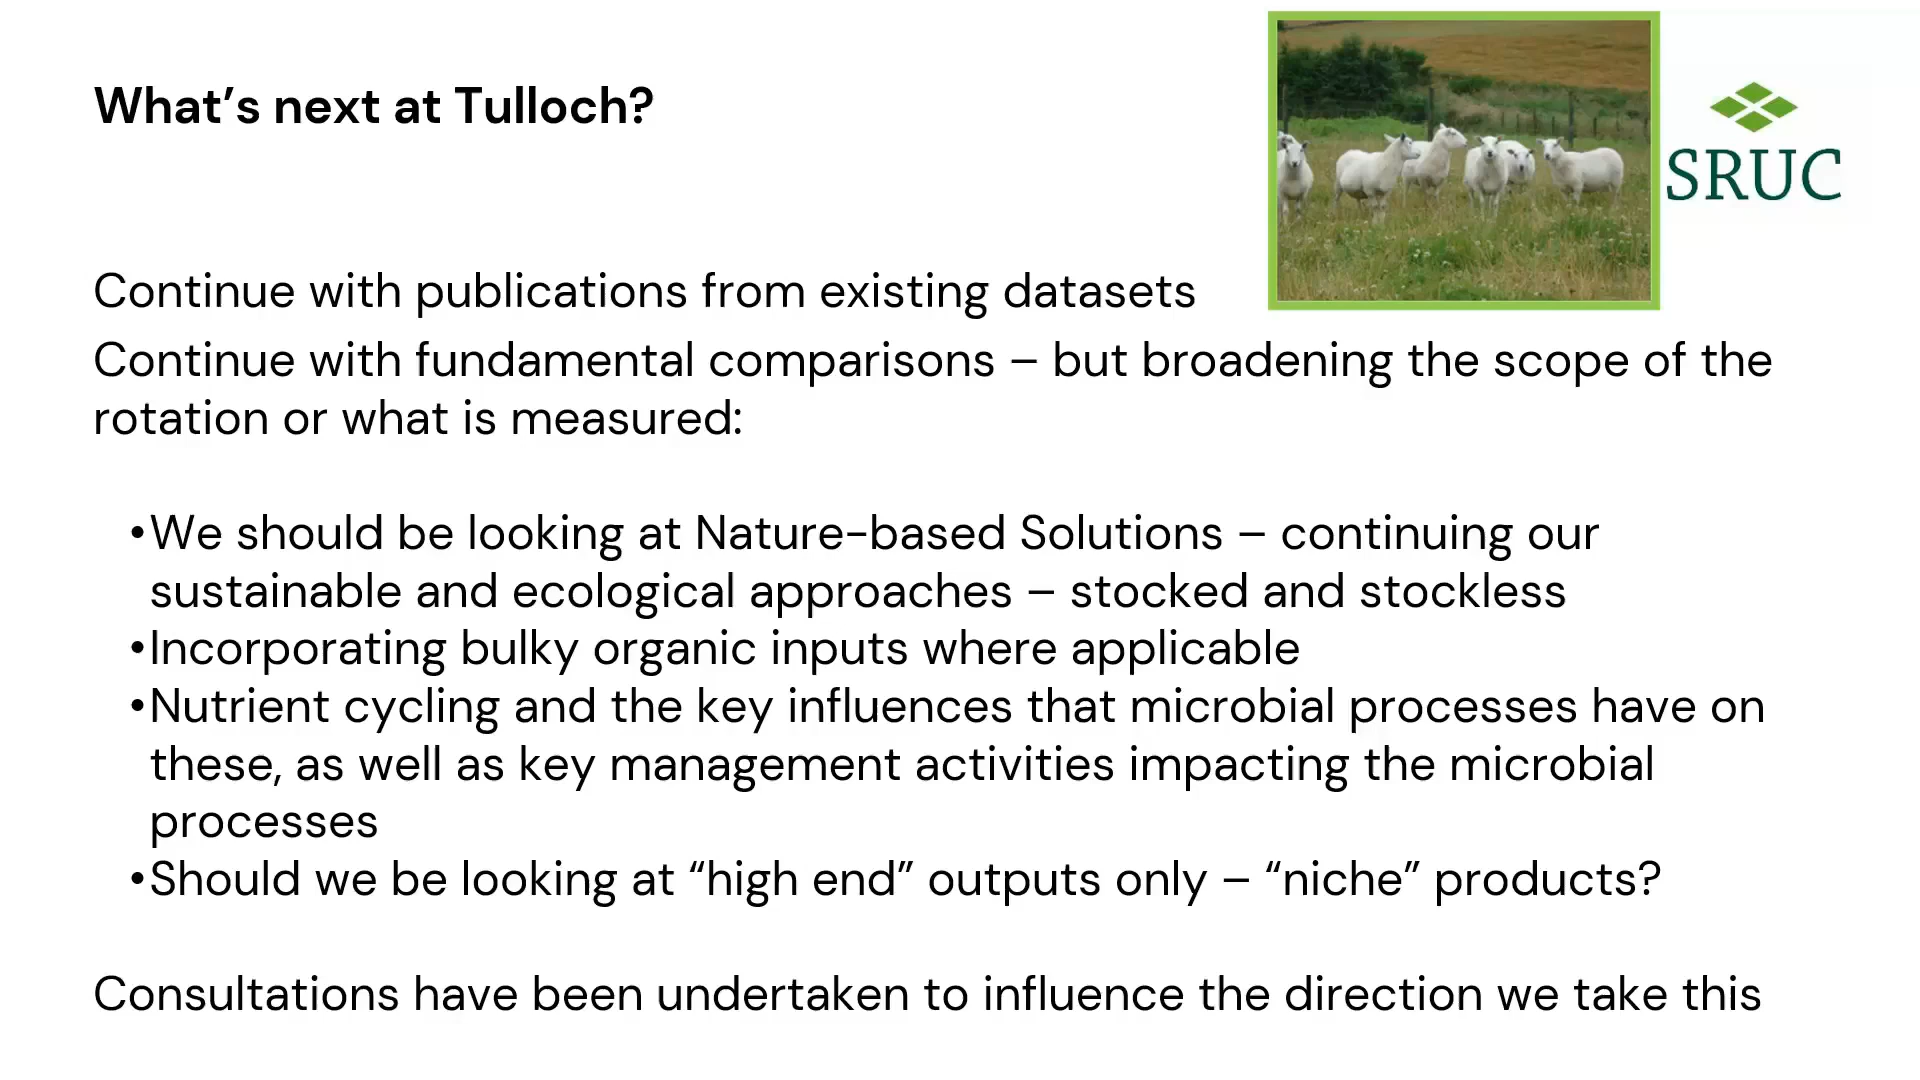 What’s next at Tulloch?
SRUC
Continue with publications from existing datasets
Continue with fundamental comparisons – but broadening the scope of the
rotation or what is measured:
•We should be looking at Nature-based Solutions – continuing our
sustainable and ecological approaches – stocked and stockless
•Incorporating bulky organic inputs where applicable
•Nutrient cycling and the key influences that microbial processes have on
these, as well as key management activities impacting the microbial
processes
•Should we be looking at “high end” outputs only – “niche” products?
Consultations have been undertaken to influence the direction we take this